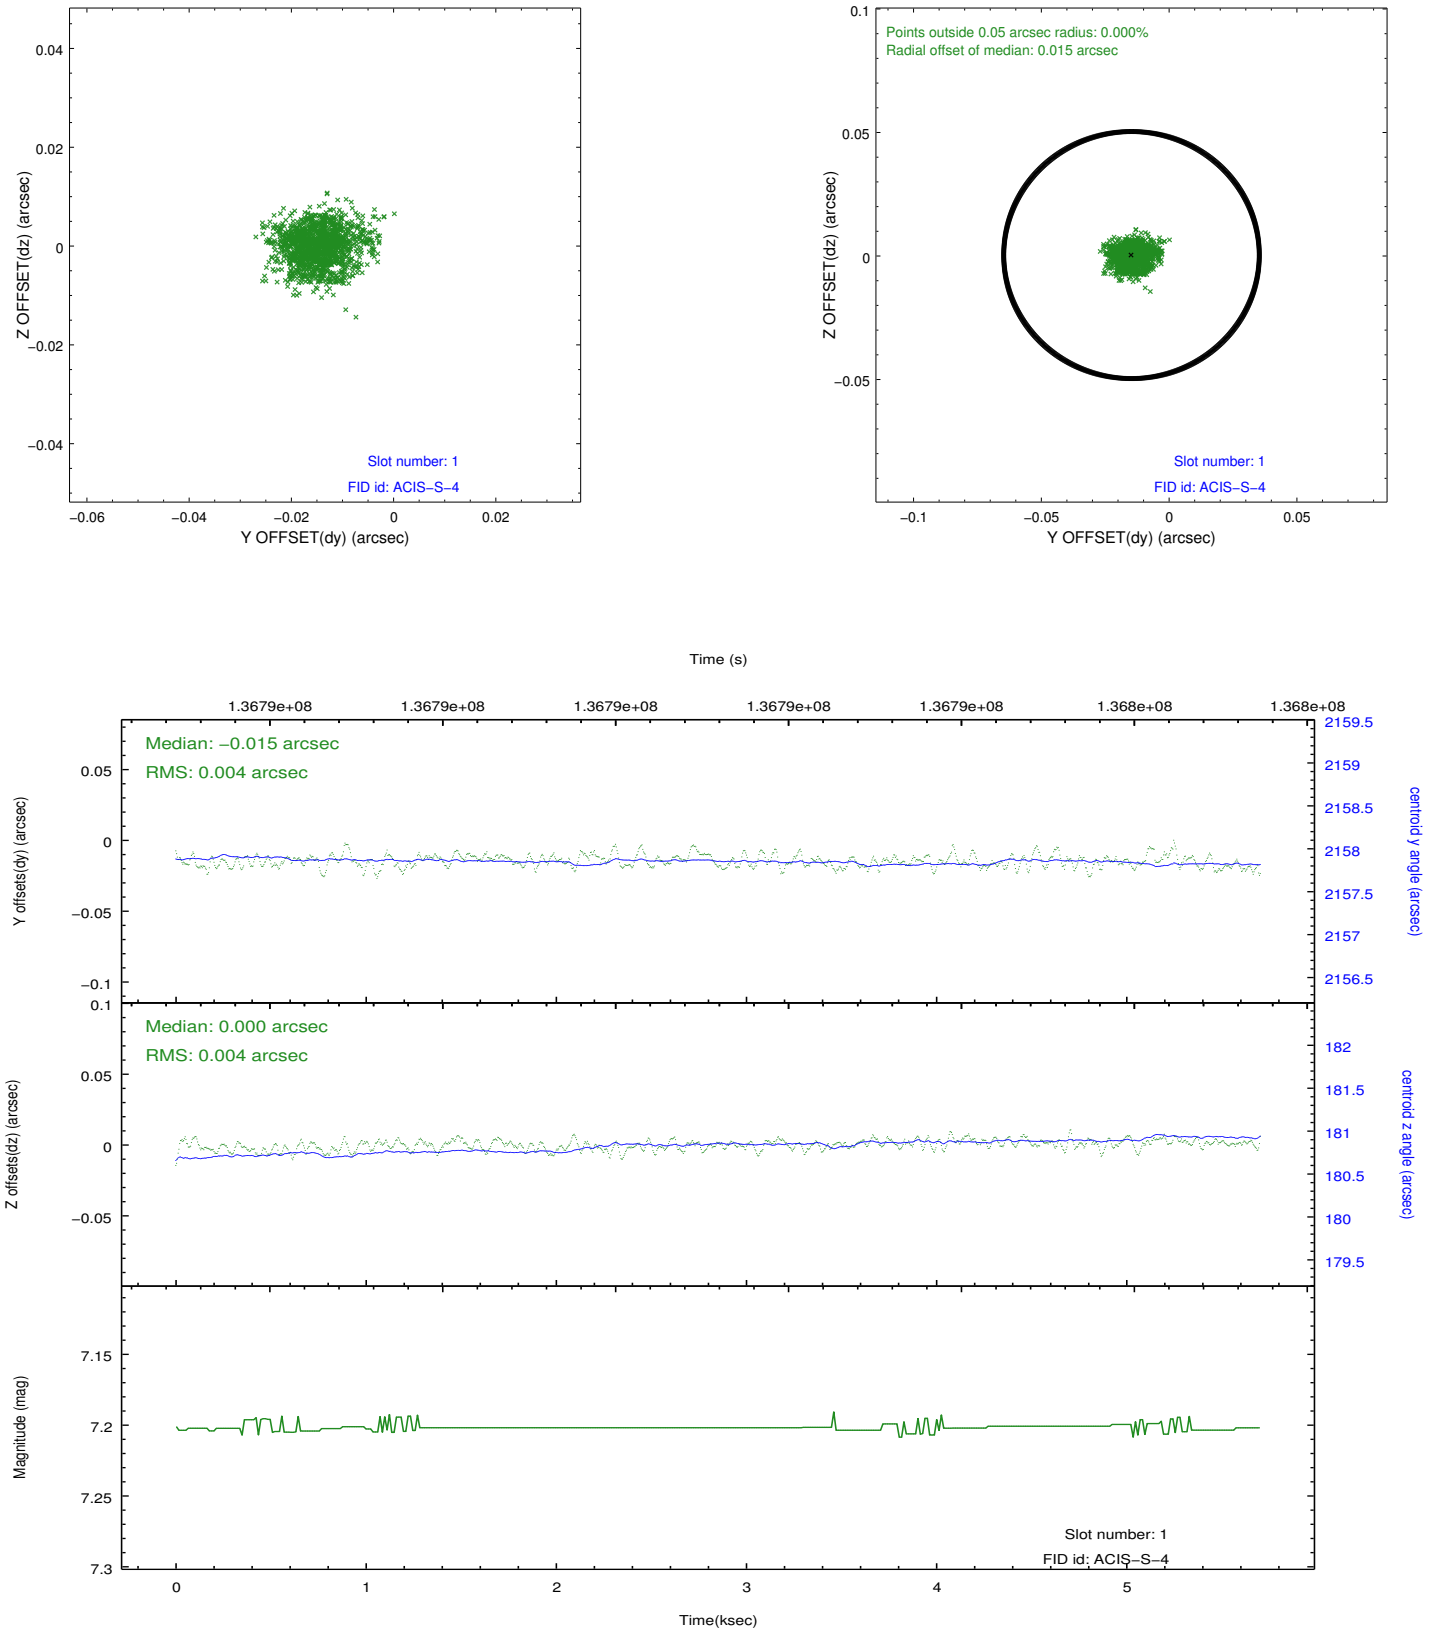 0.04
0.02
0
−0.02
−0.04
Z OFFSET(dz) (arcsec)
Slot number: 1
FID id: ACIS−S−4
−0.06
−0.04
−0.02
0
0.02
Y OFFSET(dy) (arcsec)
0.1
0.05
0
−0.05
Z OFFSET(dz) (arcsec)
Points outside 0.05 arcsec radius: 0.000%
Radial offset of median: 0.015 arcsec
Slot number: 1
FID id: ACIS−S−4
−0.1
−0.05
0
0.05
Y OFFSET(dy) (arcsec)
Time (s)
1.3679e+08
1.3679e+08
1.3679e+08
1.3679e+08
1.3679e+08
1.368e+08
1.368e+08
Median: −0.015 arcsec
RMS: 0.004 arcsec
0.05
0
−0.05
−0.1
Y offsets(dy) (arcsec)
2159.5
2159
2158.5
2158
2157.5
2157
2156.5
centroid y angle (arcsec)
Median: 0.000 arcsec
RMS: 0.004 arcsec
0.1
0.05
0
−0.05
Z offsets(dz) (arcsec)
182
181.5
181
180.5
180
179.5
centroid z angle (arcsec)
7.15
7.2
7.25
7.3
Magnitude (mag)
Slot number: 1
FID id: ACIS−S−4
0
1
2
3
4
5
Time(ksec)